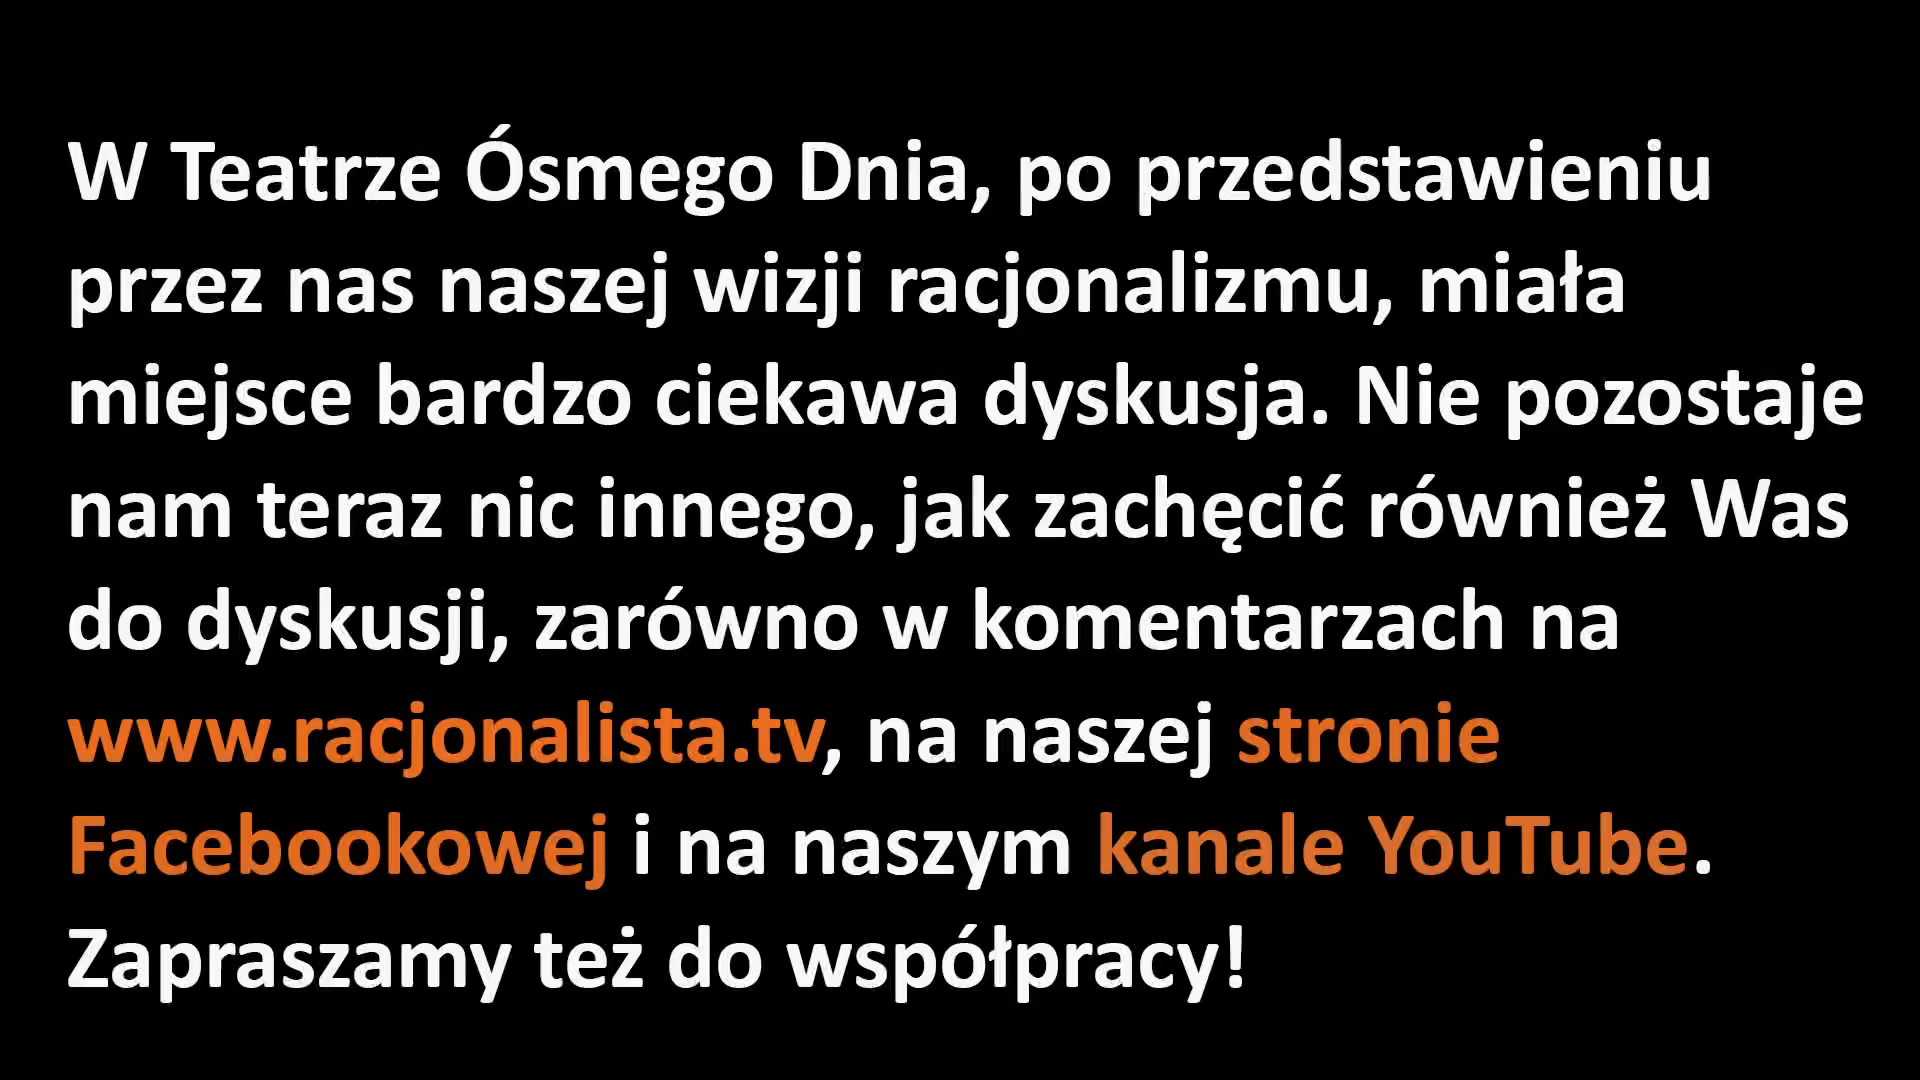 W Teatrze Ósmego Dnia, po przedstawieniu
przez nas naszej wizji racjonalizmu, miała
miejsce bardzo ciekawa dyskusja. Nie pozostaje
nam teraz nic innego, jak zachęcić również Was
do dyskusji, zarówno w komentarzach na
www.racjonalista.tv, na naszej stronie
Facebookowej i na naszym kanale YouTube.
Zapraszamy też do współpracy!